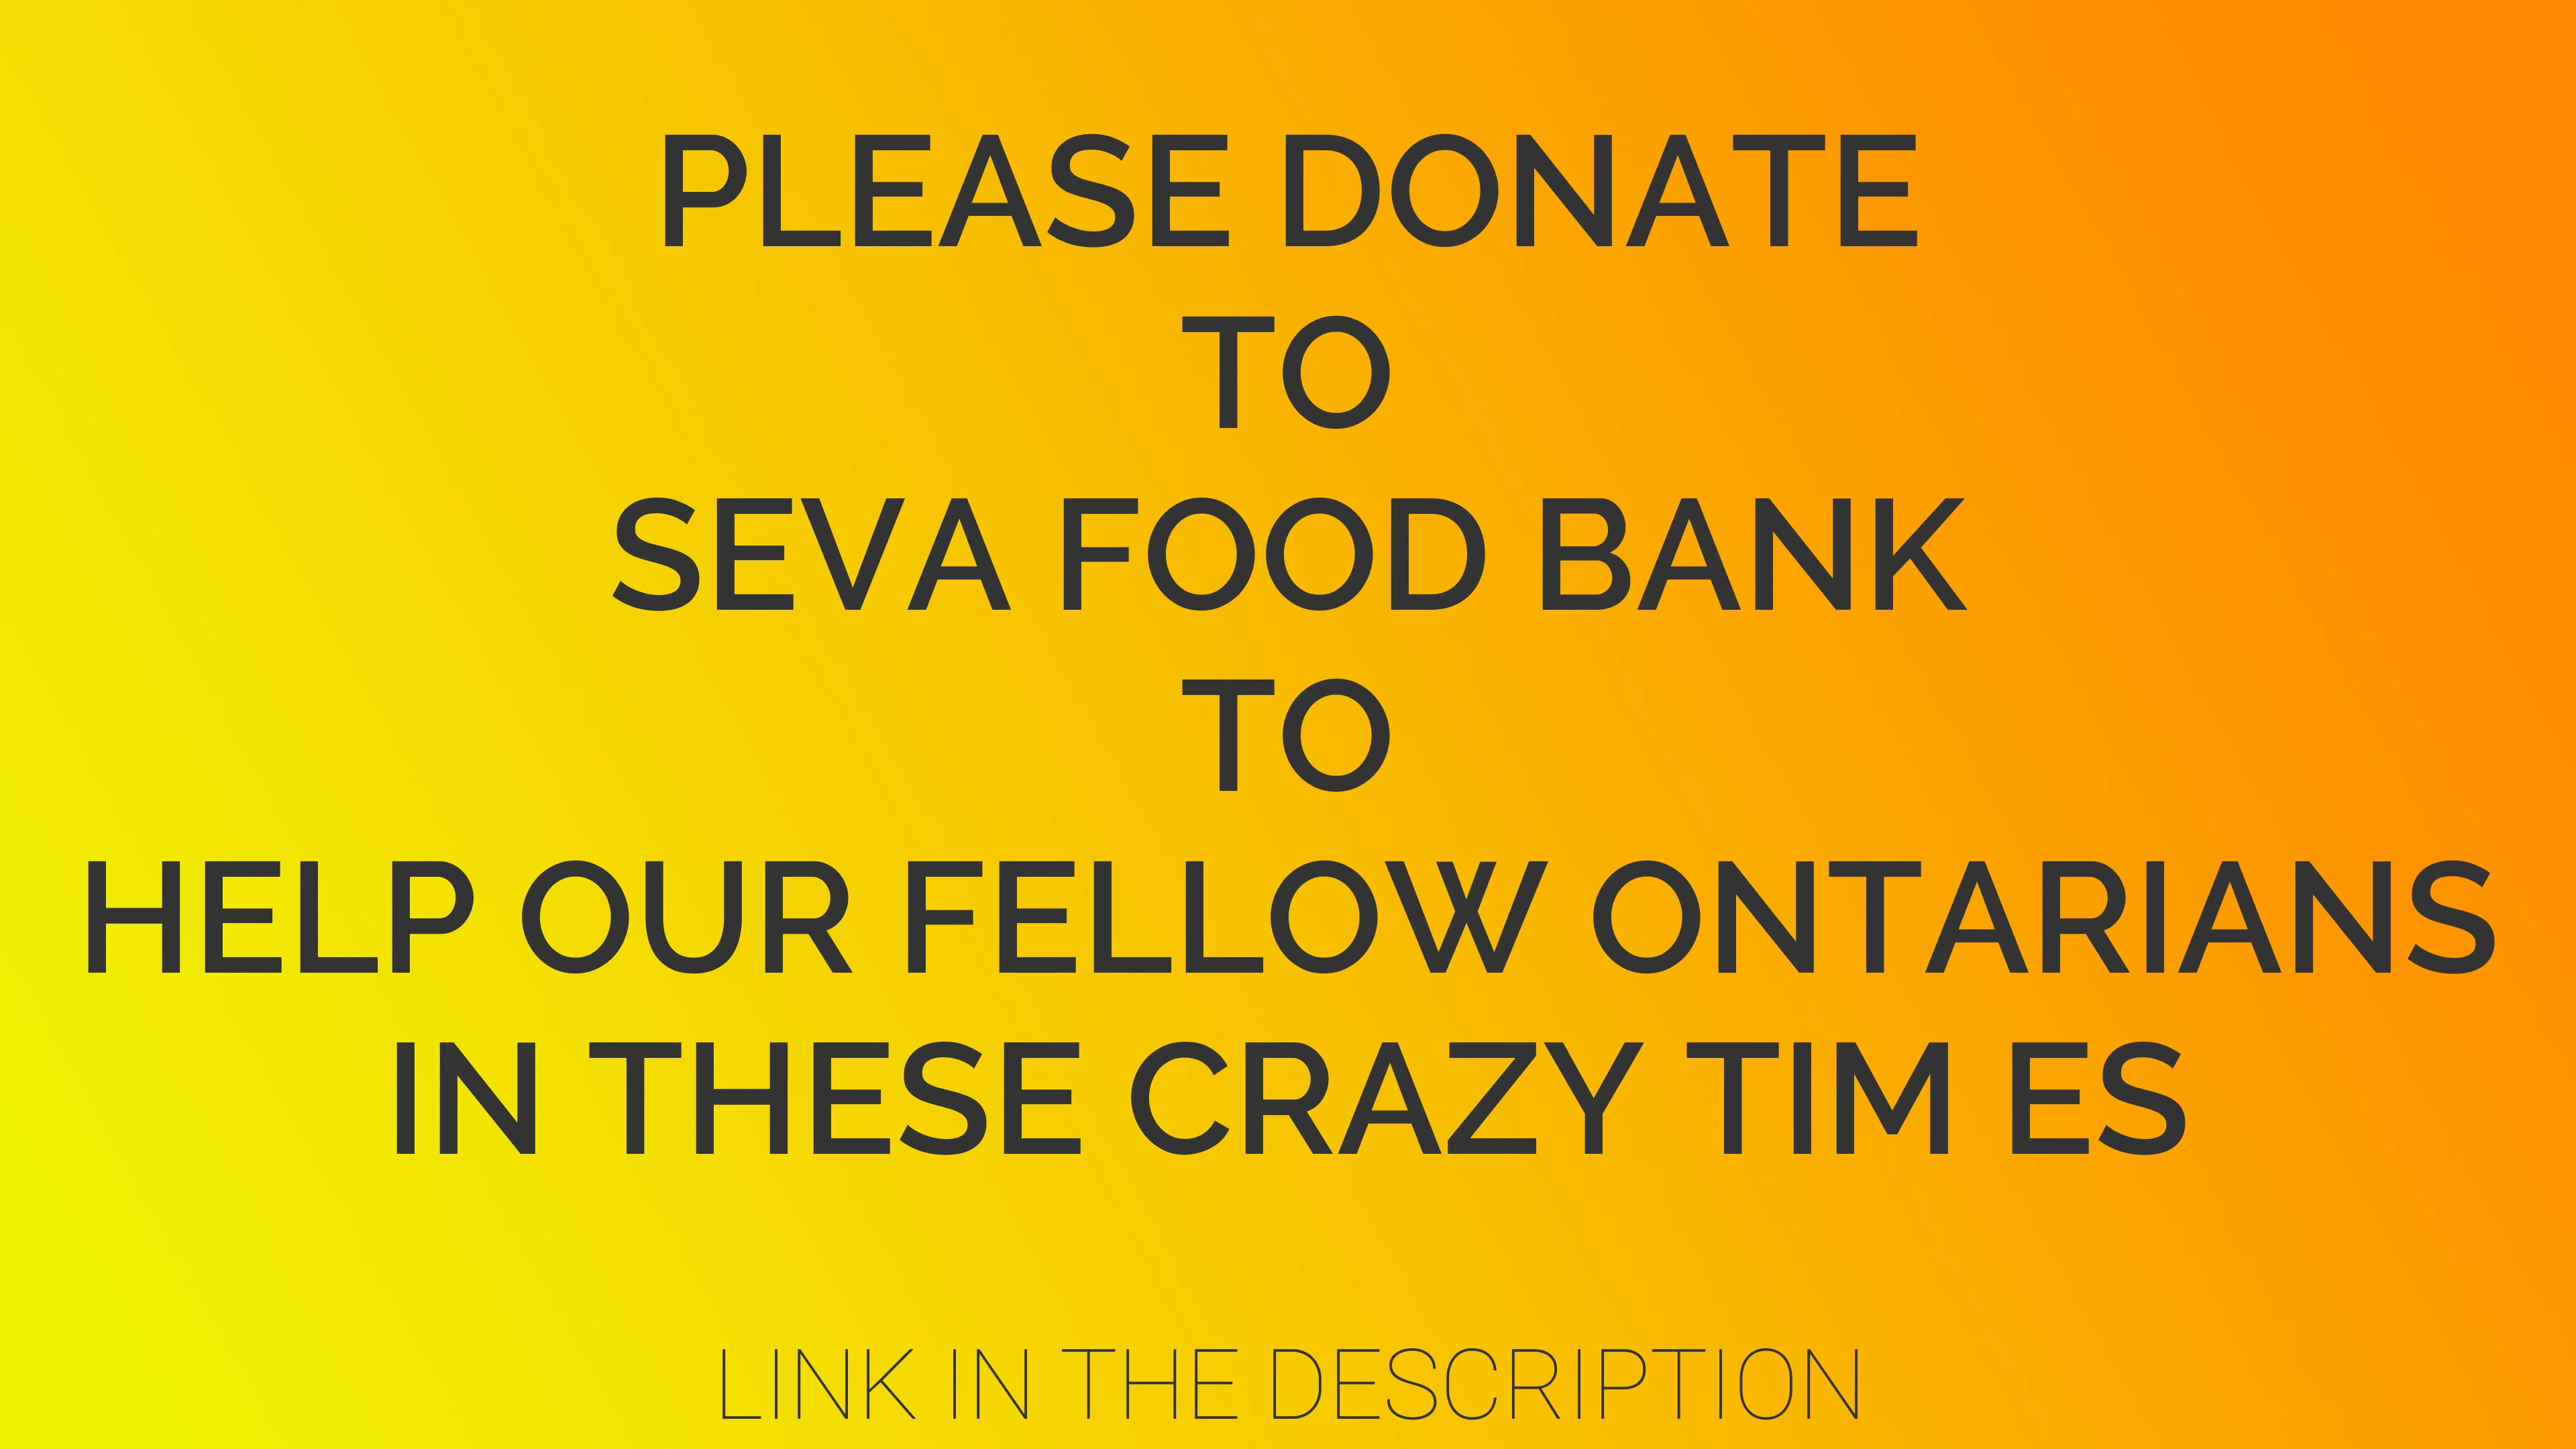 PLEASE DONATE
TO
SEVA FOOD BANK
TO
HELP OUR FELLOW ONTARIANS
IN THESE CRAZY TIM ES
LINK IN THE DESCRIPTION